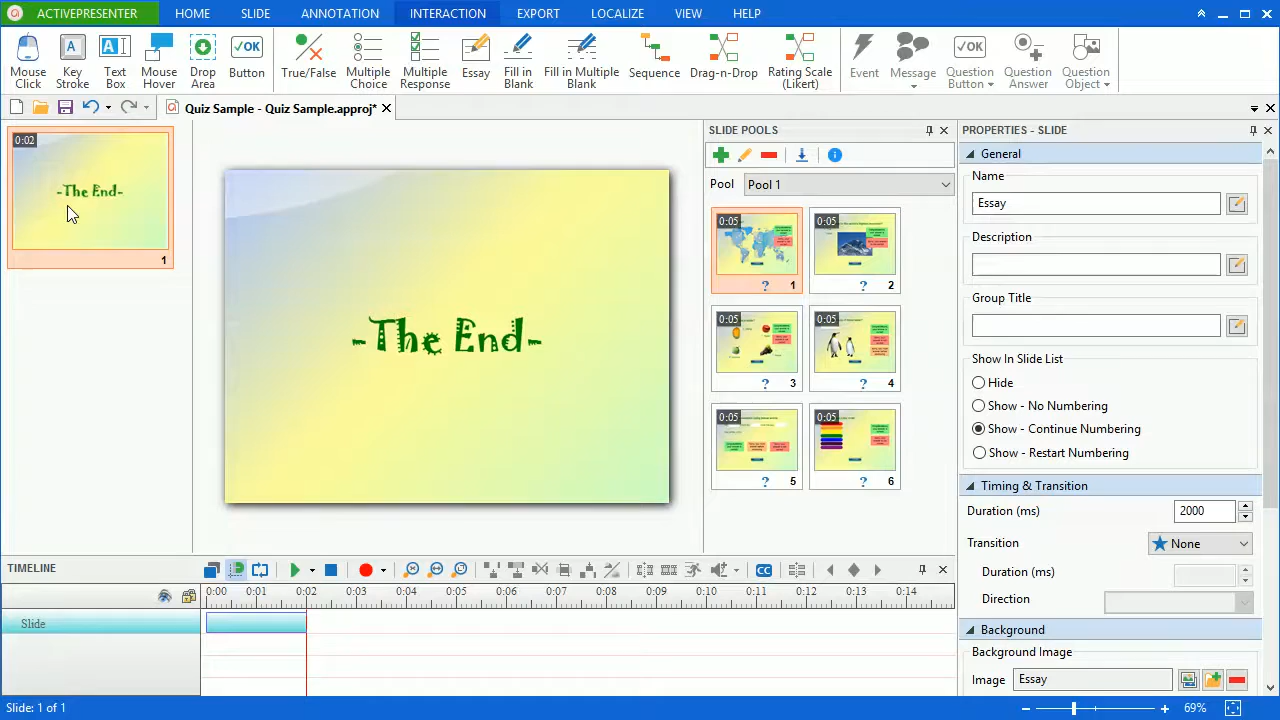 ACTIVEPRESENTER HOME SLIDE ANNOTATION INTERACTION EXPORT LOCALIZE VIEW HELP
Mouse Click
Key Stroke
Text Box
Mouse Hover
Drop Area
OK Button
True/False
Multiple Choice
Multiple Response
Essay
Fill in Blank
Fill in Multiple Blank
Sequence
Drag-n-Drop
Rating Scale (Likert)
Event
Message
OK Question Button
Question Answer
Question Object
Quiz Sample - Quiz Sample.approj*
0:02
-The End-
1
-The End-
SLIDE POOLS
Pool Pool 1
0:05 0:05
? 1 ? 2
0:05 0:05
? 3 ? 4
0:05 0:05
? 5 ? 6
PROPERTIES - SLIDE
General
Name
Essay
Description
Group Title
Show In Slide List
Hide
Show - No Numbering
Show - Continue Numbering
Show - Restart Numbering
Timing & Transition
Duration (ms) 2000
Transition None
Duration (ms)
Direction
Background
Background Image
Image Essay
TIMELINE
CC
0:00 0:01 0:02 0:03 0:04 0:05 0:06 0:07 0:08 0:09 0:10 0:11 0:12 0:13 0:14
Slide
Slide: 1 of 1
69%